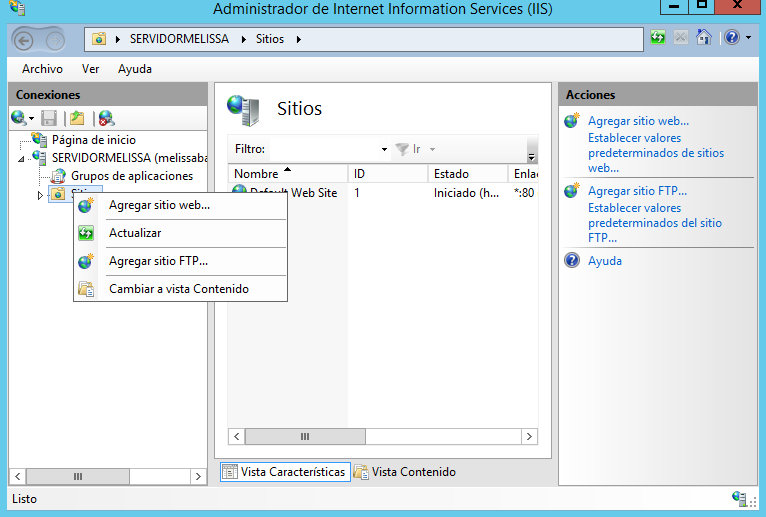 Administrador de Internet Information Services (IIS)
SERVIDORMELISSA Sitios
Archivo Ver Ayuda
Conexiones
Página de inicio
SERVIDORMELISSA (melissaba
Grupos de aplicaciones
Sitios
Agregar sitio web...
Actualizar
Agregar sitio FTP...
Cambiar a vista Contenido
Sitios
Filtro: Ir
Nombre ID Estado Enlac
Default Web Site 1 Iniciado (h... *:80
Vista Características Vista Contenido
Acciones
Agregar sitio web...
Establecer valores
predeterminados de sitios
web...
Agregar sitio FTP...
Establecer valores
predeterminados del sitio
FTP...
Ayuda
Listo